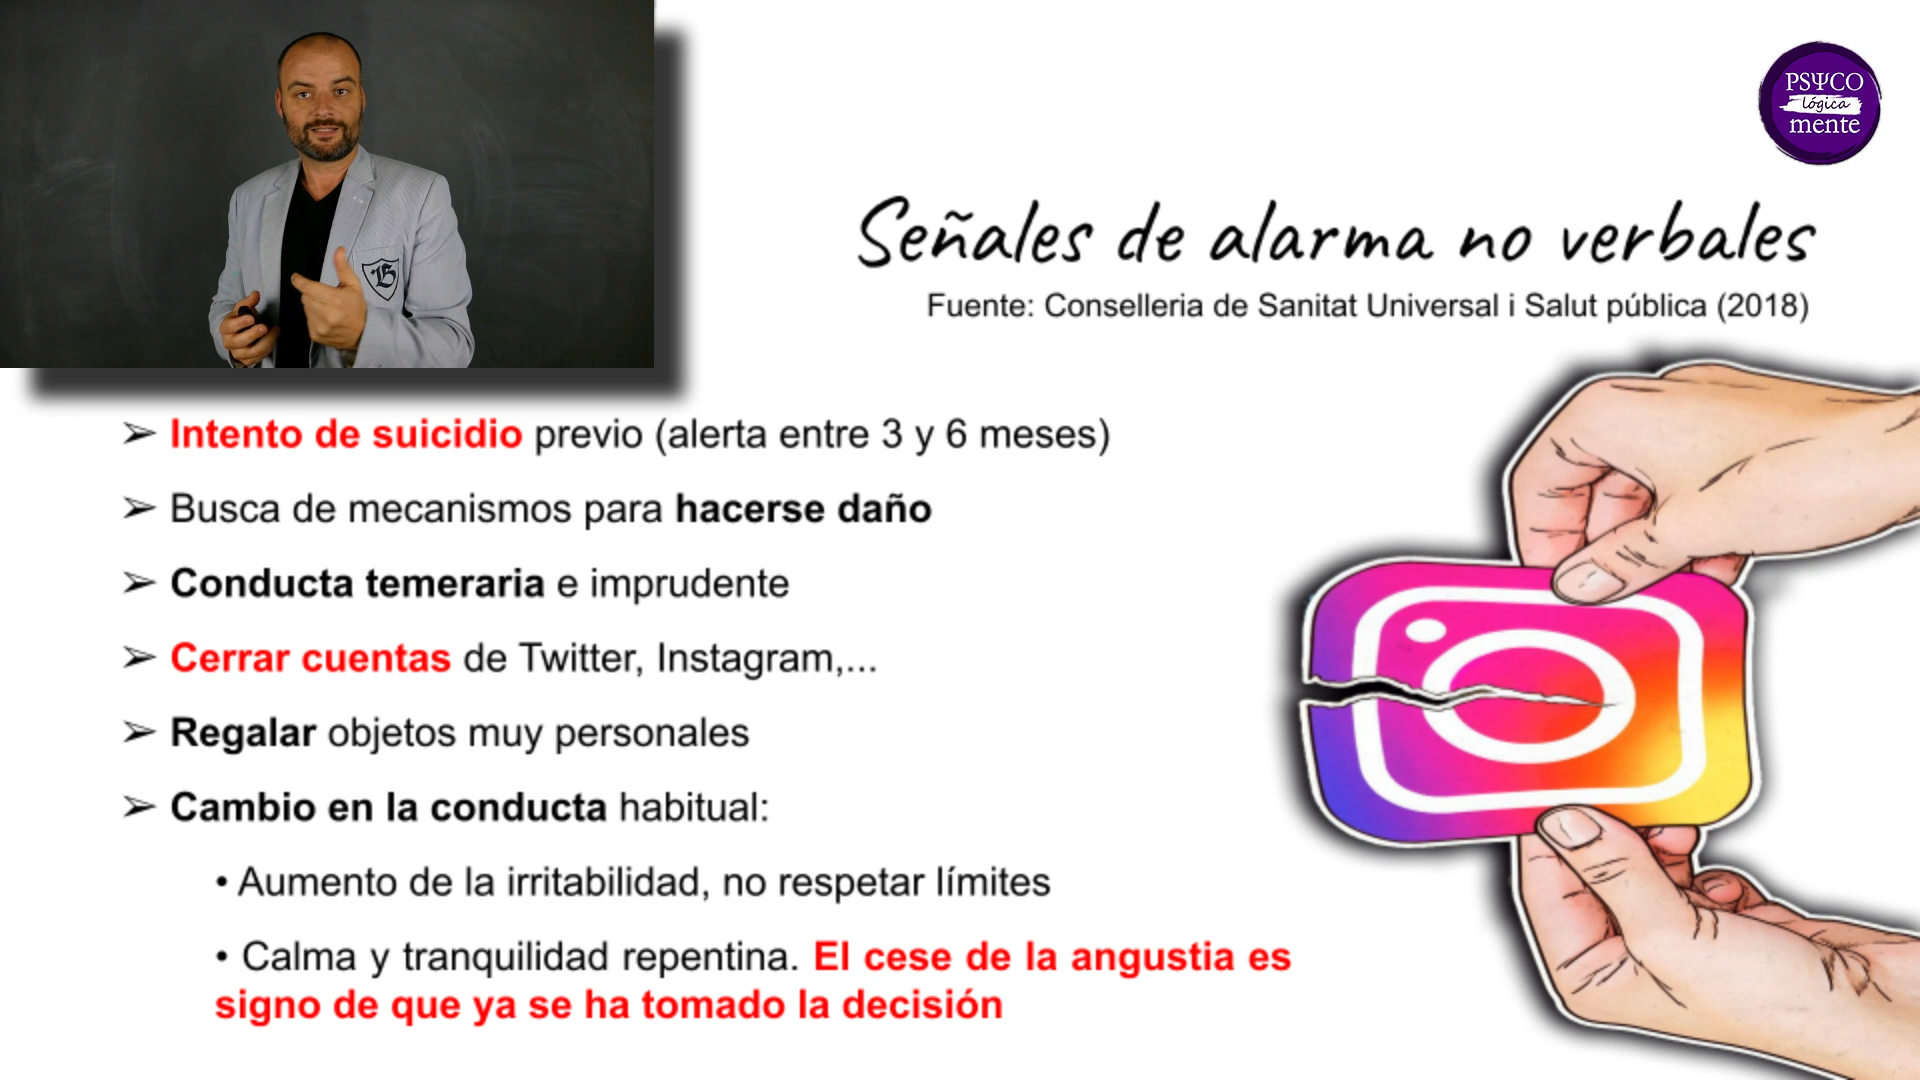 PSΨCO
lógica
mente
Señales de alarma no verbales
Fuente: Conselleria de Sanitat Universal i Salut pública (2018)
➢ Intento de suicidio previo (alerta entre 3 y 6 meses)
➢ Busca de mecanismos para hacerse daño
➢ Conducta temeraria e imprudente
➢ Cerrar cuentas de Twitter, Instagram,...
➢ Regalar objetos muy personales
➢ Cambio en la conducta habitual:
• Aumento de la irritabilidad, no respetar límites
• Calma y tranquilidad repentina. El cese de la angustia es
signo de que ya se ha tomado la decisión